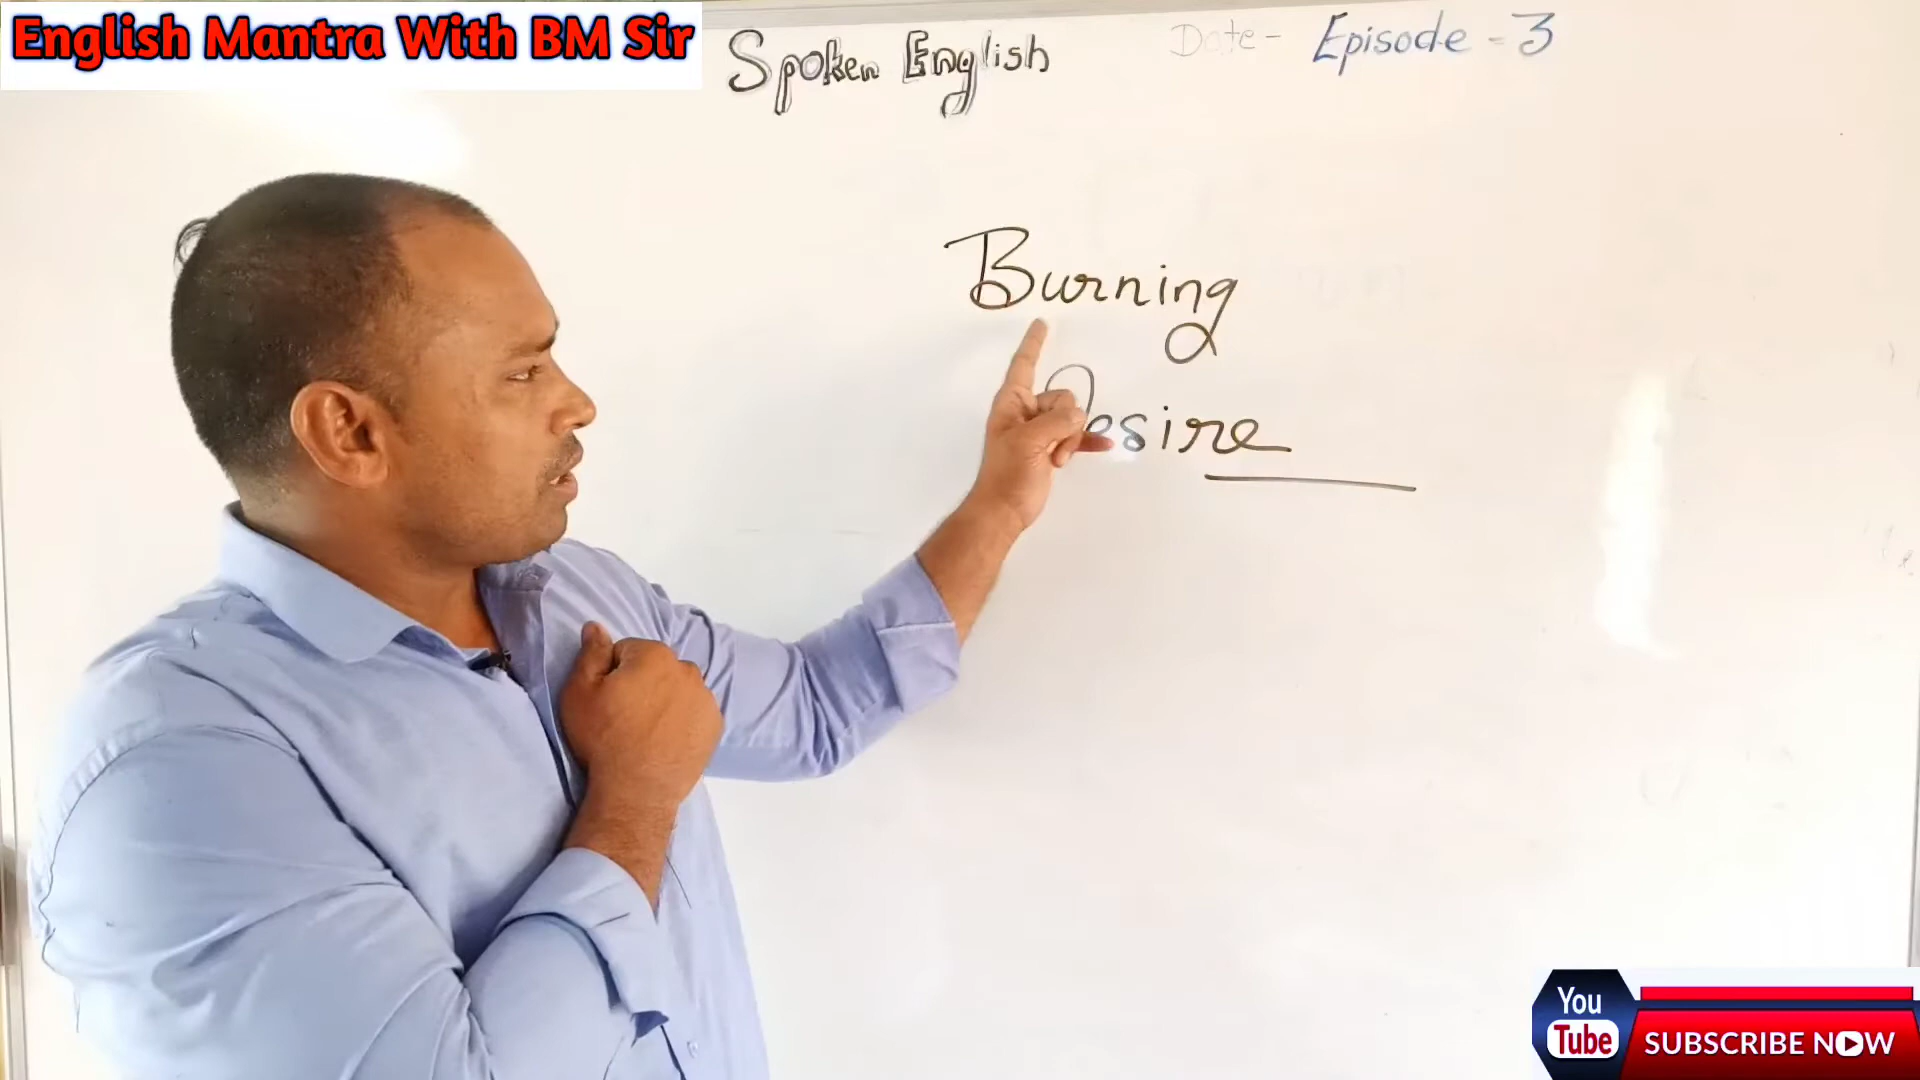 English Mantra With BM Sir
Spoken English
Date - Episode - 3
Burning
Desire
You
Tube
SUBSCRIBE NOW